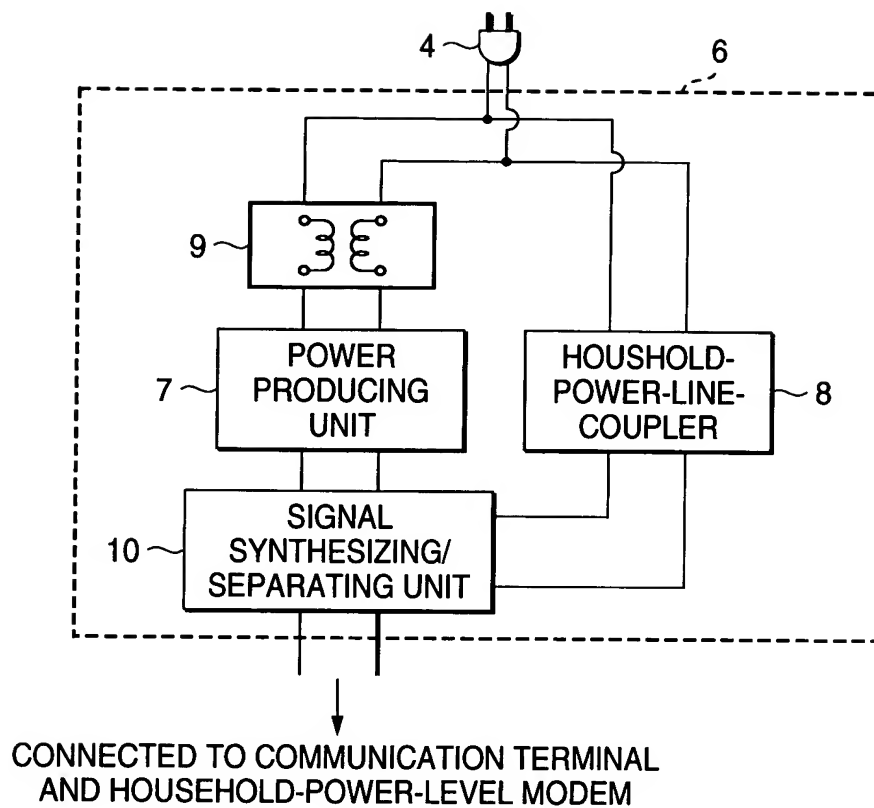 4
6
9
POWER
PRODUCING
UNIT
7
HOUSHOLD-
POWER-LINE-
COUPLER
8
SIGNAL
SYNTHESIZING/
SEPARATING UNIT
10
CONNECTED TO COMMUNICATION TERMINAL
AND HOUSEHOLD-POWER-LEVEL MODEM